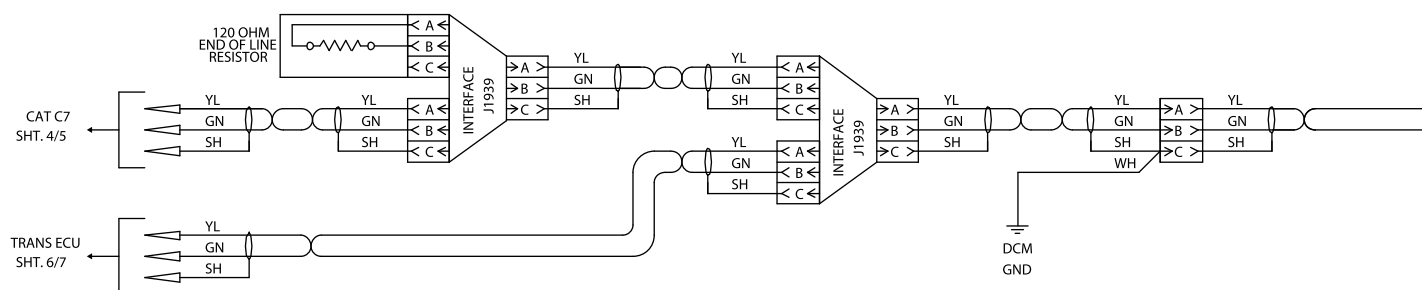 120 OHM
END OF LINE
RESISTOR
A
B
C
INTERFACE
J1939
A
B
C
YL
GN
SH
YL
GN
SH
A
B
C
INTERFACE
J1939
CAT C7
SHT. 4/5
YL
GN
SH
YL
GN
SH
A
B
C
A
B
C
YL
GN
SH
YL
GN
SH
A
B
C
YL
GN
SH
WH
YL
GN
SH
A
B
C
DCM
GND
TRANS ECU
SHT. 6/7
YL
GN
SH